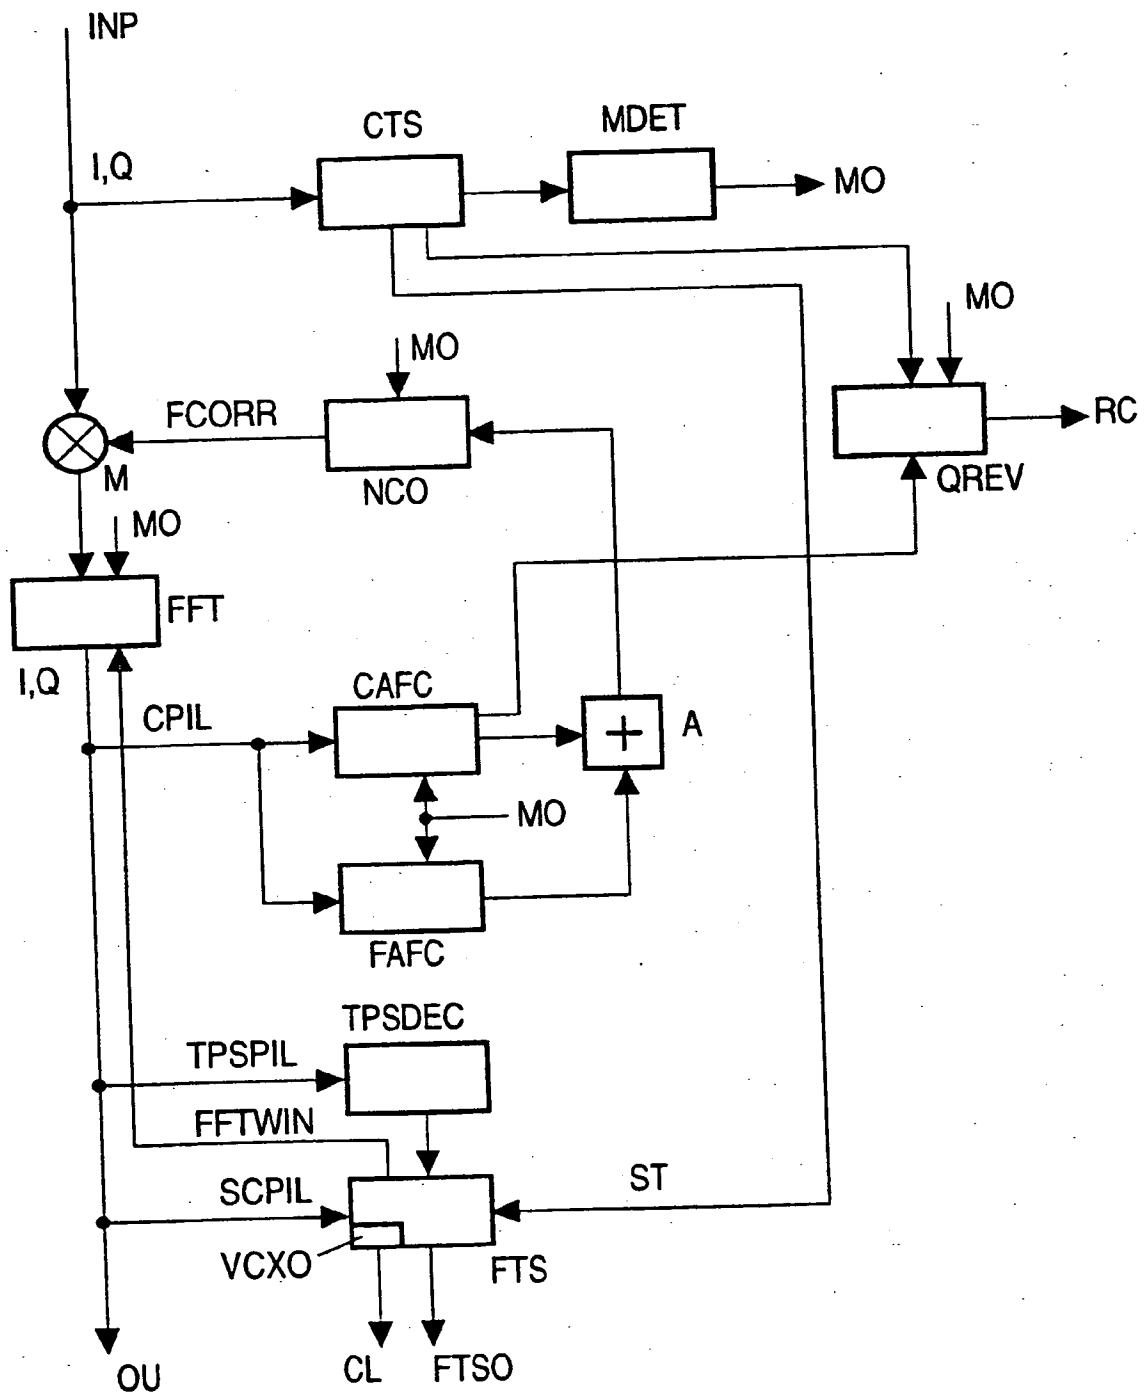 INP
CTS
MDET
I,Q
MO
MO
MO
FCORR
RC
M
NCO
QREV
MO
FFT
I,Q
CAFC
CPIL
+
A
MO
FAFC
TPSDEC
TPSPIL
FFTWIN
SCPIL
ST
VCXO
FTS
CL
FTSO
OU